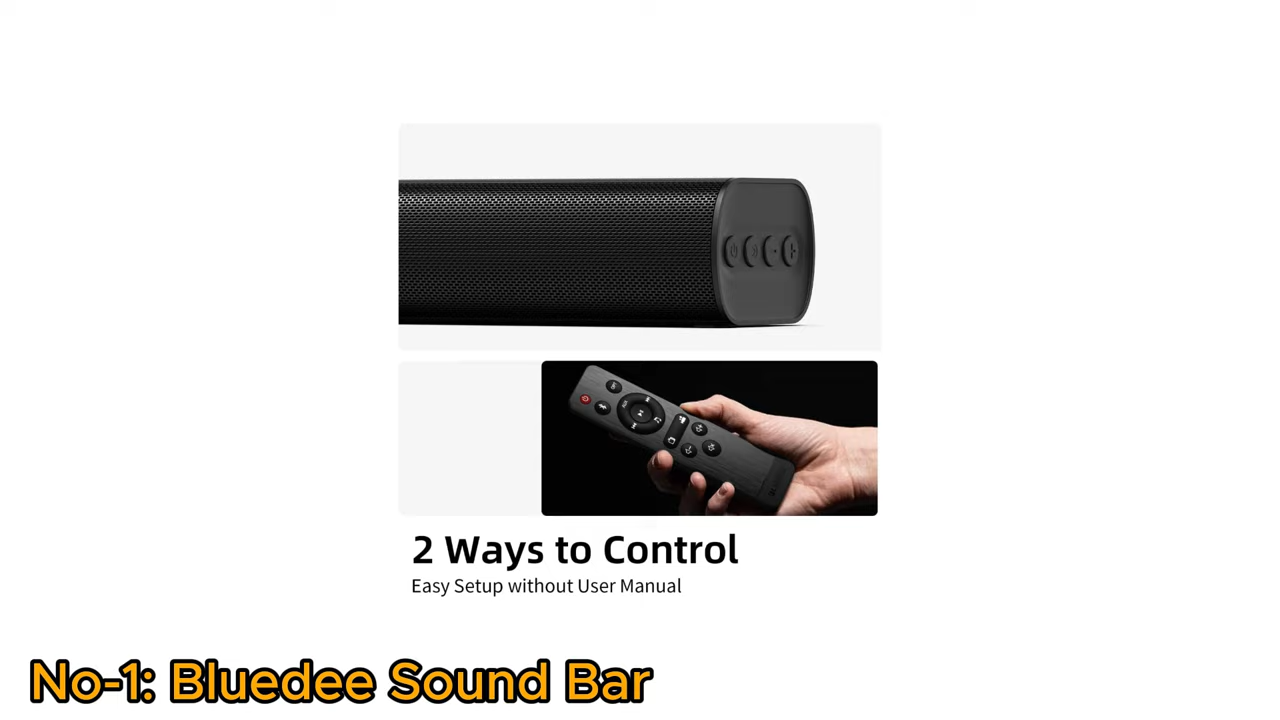 2 Ways to Control
Easy Setup without User Manual
No-1: Bluedee Sound Bar